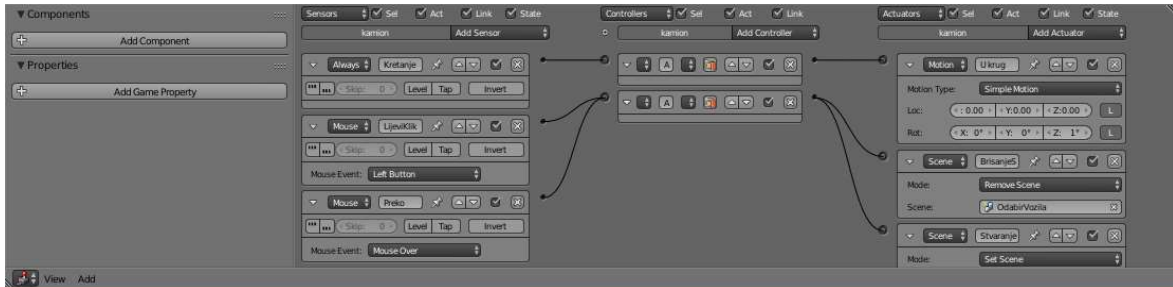 Components
Add Component
Properties
Add Game Property
Sensors Sel Act Link State
kamion Add Sensor
Always Kretanje
Skip: 0 Level Tap Invert
Mouse LijeviKlik
Skip: 0 Level Tap Invert
Mouse Event: Left Button
Mouse Preko
Skip: 0 Level Tap Invert
Mouse Event: Mouse Over
Controllers Sel Act Link
kamion Add Controller
A
A
Actuators Sel Act Link State
kamion Add Actuator
Motion Ukrug
Motion Type: Simple Motion
Loc: : 0.00 Y:0.00 Z:0.00 L
Rot: X: 0° Y: 0° Z: 1° L
Scene BrisanjeS
Mode: Remove Scene
Scene: OdabirVozila
Scene Stvaranje
Mode: Set Scene
View Add